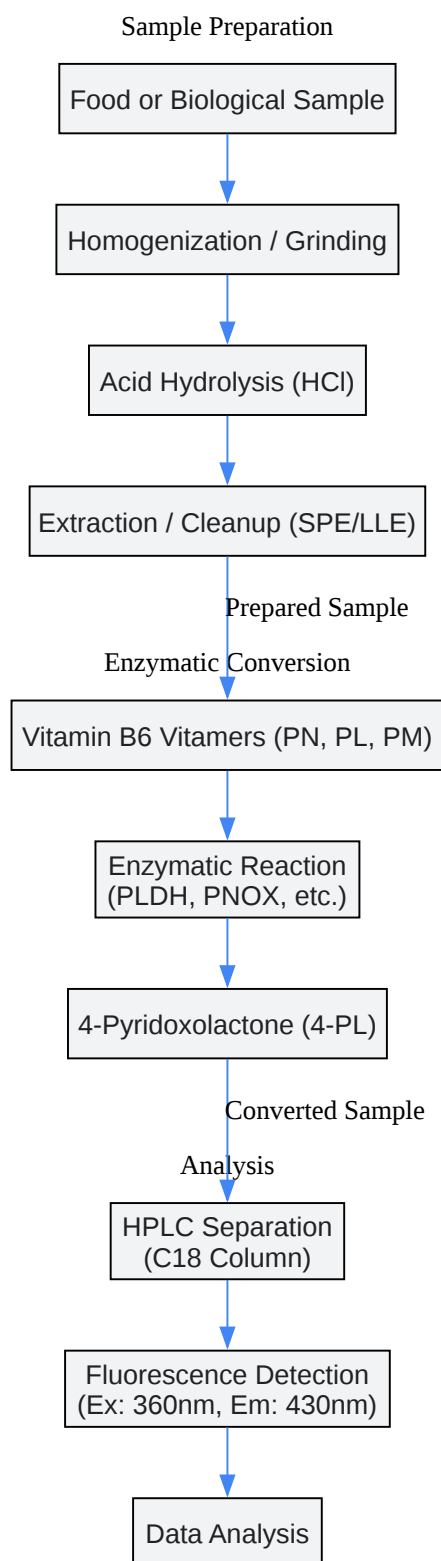 Sample Preparation
Food or Biological Sample
Homogenization / Grinding
Acid Hydrolysis (HCl)
Extraction / Cleanup (SPE/LLE)
Prepared Sample
Enzymatic Conversion
Vitamin B6 Vitamers (PN, PL, PM)
Enzymatic Reaction
(PLDH, PNOX, etc.)
4-Pyridoxolactone (4-PL)
Converted Sample
Analysis
HPLC Separation
(C18 Column)
Fluorescence Detection
(Ex: 360nm, Em: 430nm)
Data Analysis